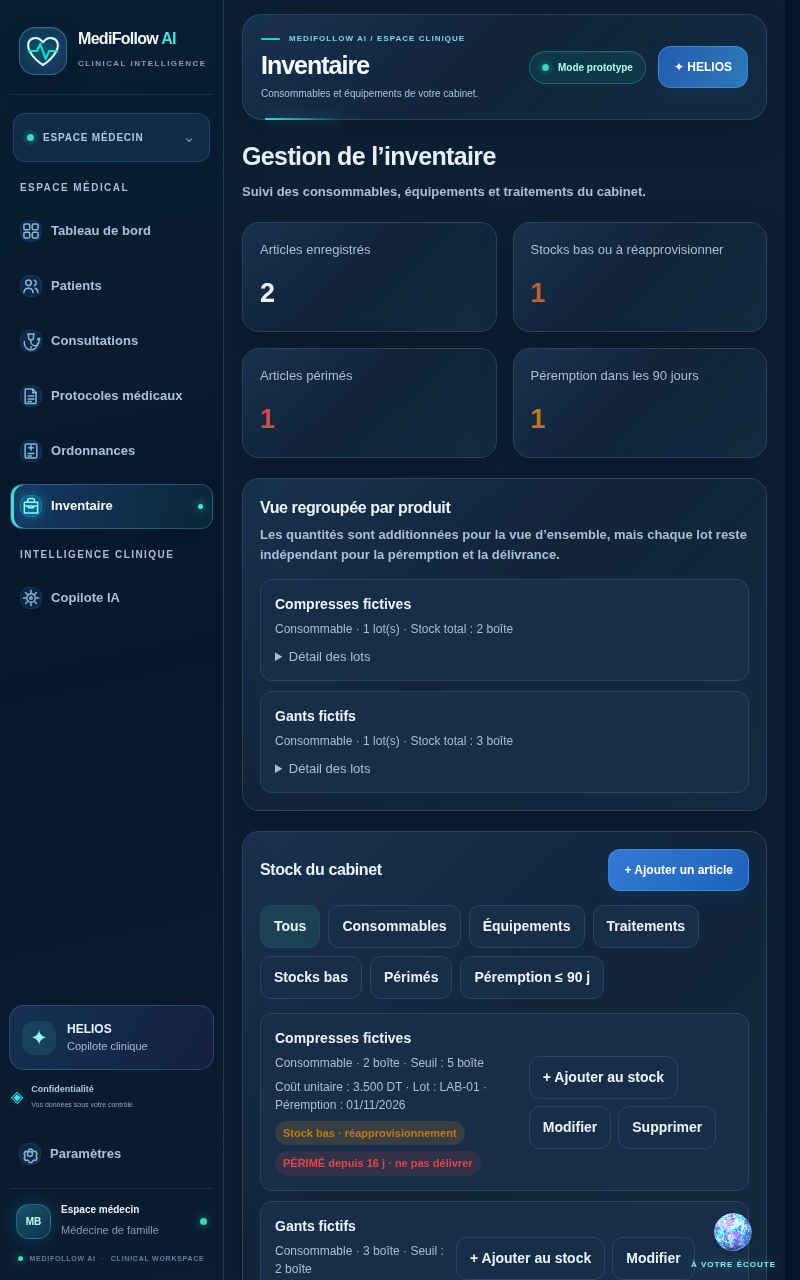 MediFollow AI
CLINICAL INTELLIGENCE
ESPACE MÉDECIN
ESPACE MÉDICAL
Tableau de bord
Patients
Consultations
Protocoles médicaux
Ordonnances
Inventaire
INTELLIGENCE CLINIQUE
Copilote IA
HELIOS
Copilote clinique
Confidentialité
Vos données sous votre contrôle
Paramètres
MB
Espace médecin
Médecine de famille
MEDIFOLLOW AI · CLINICAL WORKSPACE
MEDIFOLLOW AI / ESPACE CLINIQUE
Inventaire
Consommables et équipements de votre cabinet.
Mode prototype
✦ HELIOS
Gestion de l’inventaire
Suivi des consommables, équipements et traitements du cabinet.
Articles enregistrés
2
Stocks bas ou à réapprovisionner
1
Articles périmés
1
Péremption dans les 90 jours
1
Vue regroupée par produit
Les quantités sont additionnées pour la vue d’ensemble, mais chaque lot reste
indépendant pour la péremption et la délivrance.
Compresses fictives
Consommable · 1 lot(s) · Stock total : 2 boîte
Détail des lots
Gants fictifs
Consommable · 1 lot(s) · Stock total : 3 boîte
Détail des lots
Stock du cabinet
+ Ajouter un article
Tous
Consommables
Équipements
Traitements
Stocks bas
Périmés
Péremption ≤ 90 j
Compresses fictives
Consommable · 2 boîte · Seuil : 5 boîte
Coût unitaire : 3.500 DT · Lot : LAB-01 ·
Péremption : 01/11/2026
Stock bas · réapprovisionnement
PÉRIMÉ depuis 16 j · ne pas délivrer
+ Ajouter au stock
Modifier
Supprimer
Gants fictifs
Consommable · 3 boîte · Seuil :
2 boîte
+ Ajouter au stock
Modifier
À VOTRE ÉCOUTE